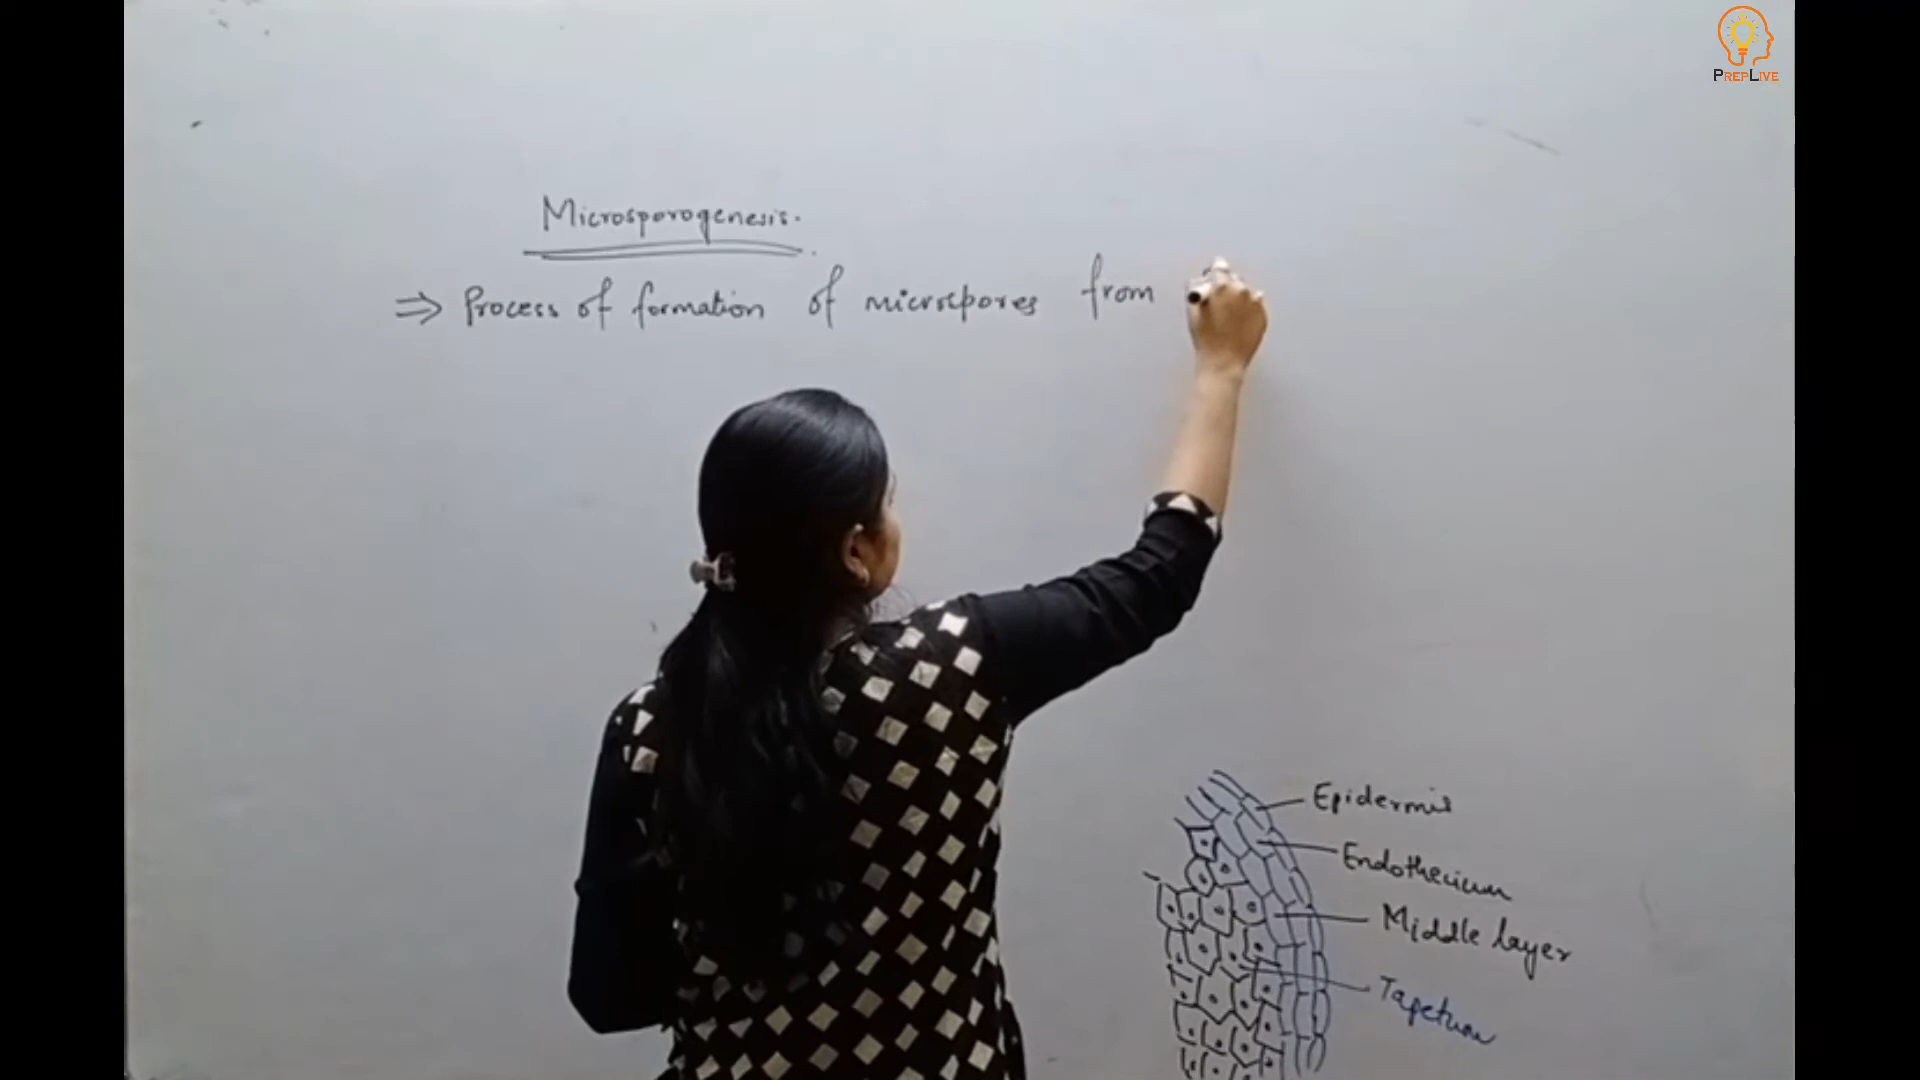 PREPLIVE
Microsporogenesis.
⇒ Process of formation of microspores from
Epidermis
Endothecium
Middle layer
Tapetum